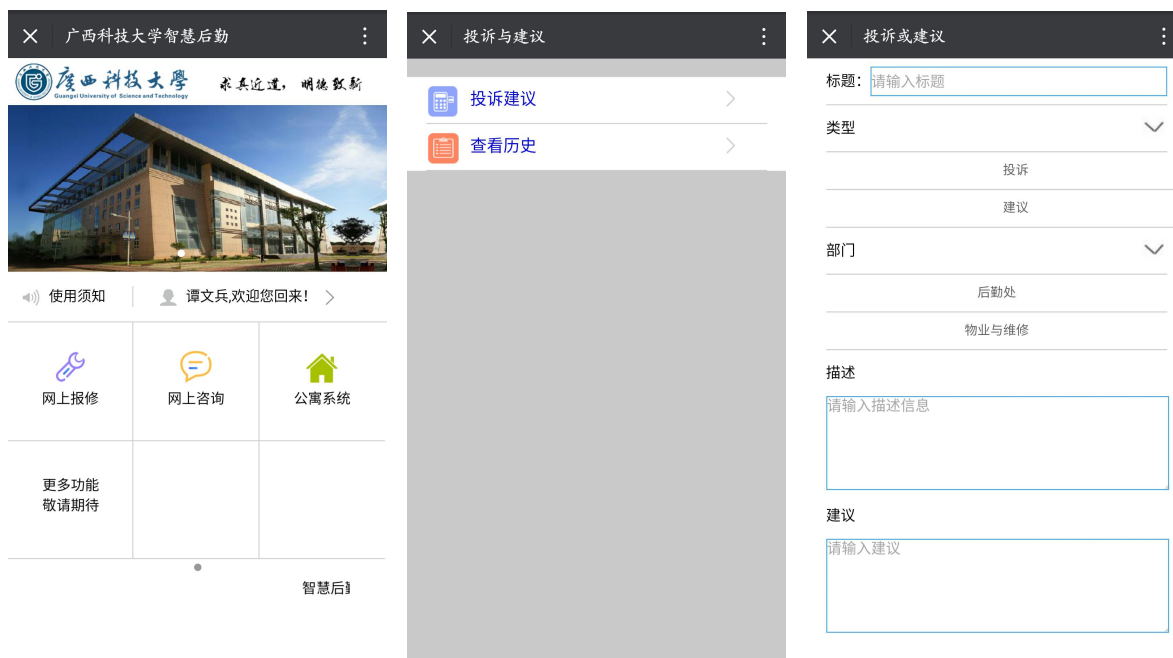 广西科技大学智慧后勤
廣西科技大學
Guangxi University of Science and Technology
求真近道，明德致新
使用须知
谭文兵,欢迎您回来！
网上报修
网上咨询
公寓系统
更多功能
敬请期待
智慧后
投诉与建议
投诉建议
查看历史
投诉或建议
标题：
请输入标题
类型
投诉
建议
部门
后勤处
物业与维修
描述
请输入描述信息
建议
请输入建议